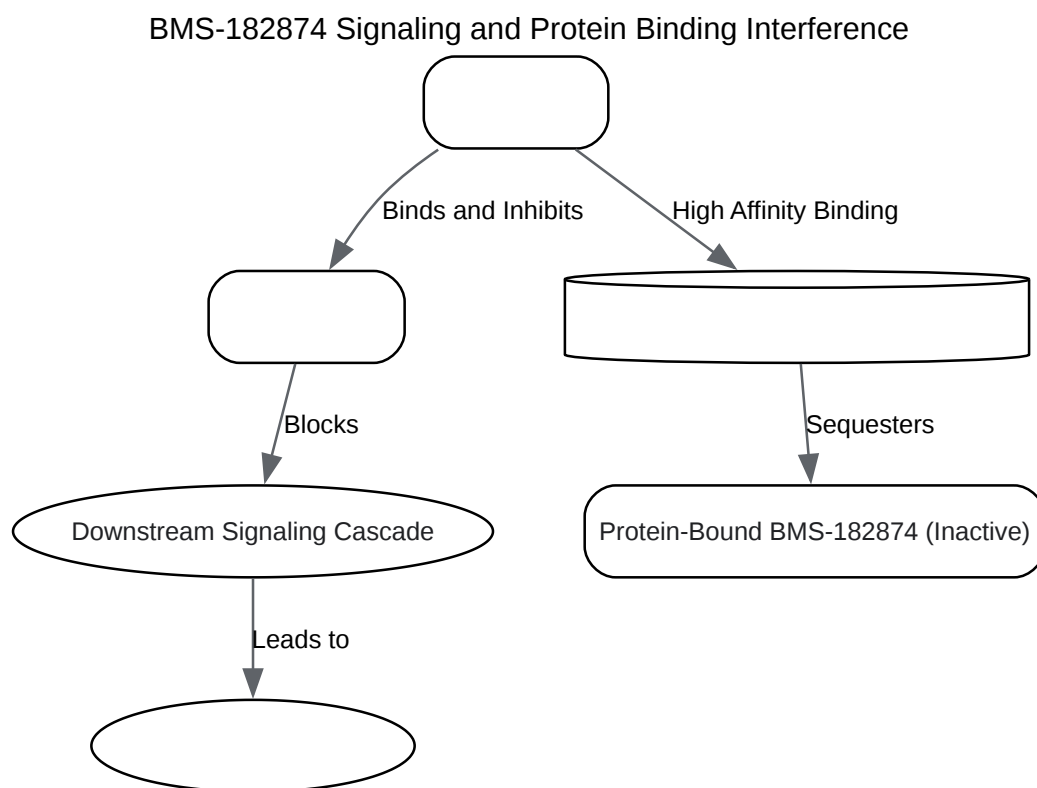 BMS-182874 Signaling and Protein Binding Interference
Binds and Inhibits
High Affinity Binding
Blocks
Sequesters
Downstream Signaling Cascade
Protein-Bound BMS-182874 (Inactive)
Leads to